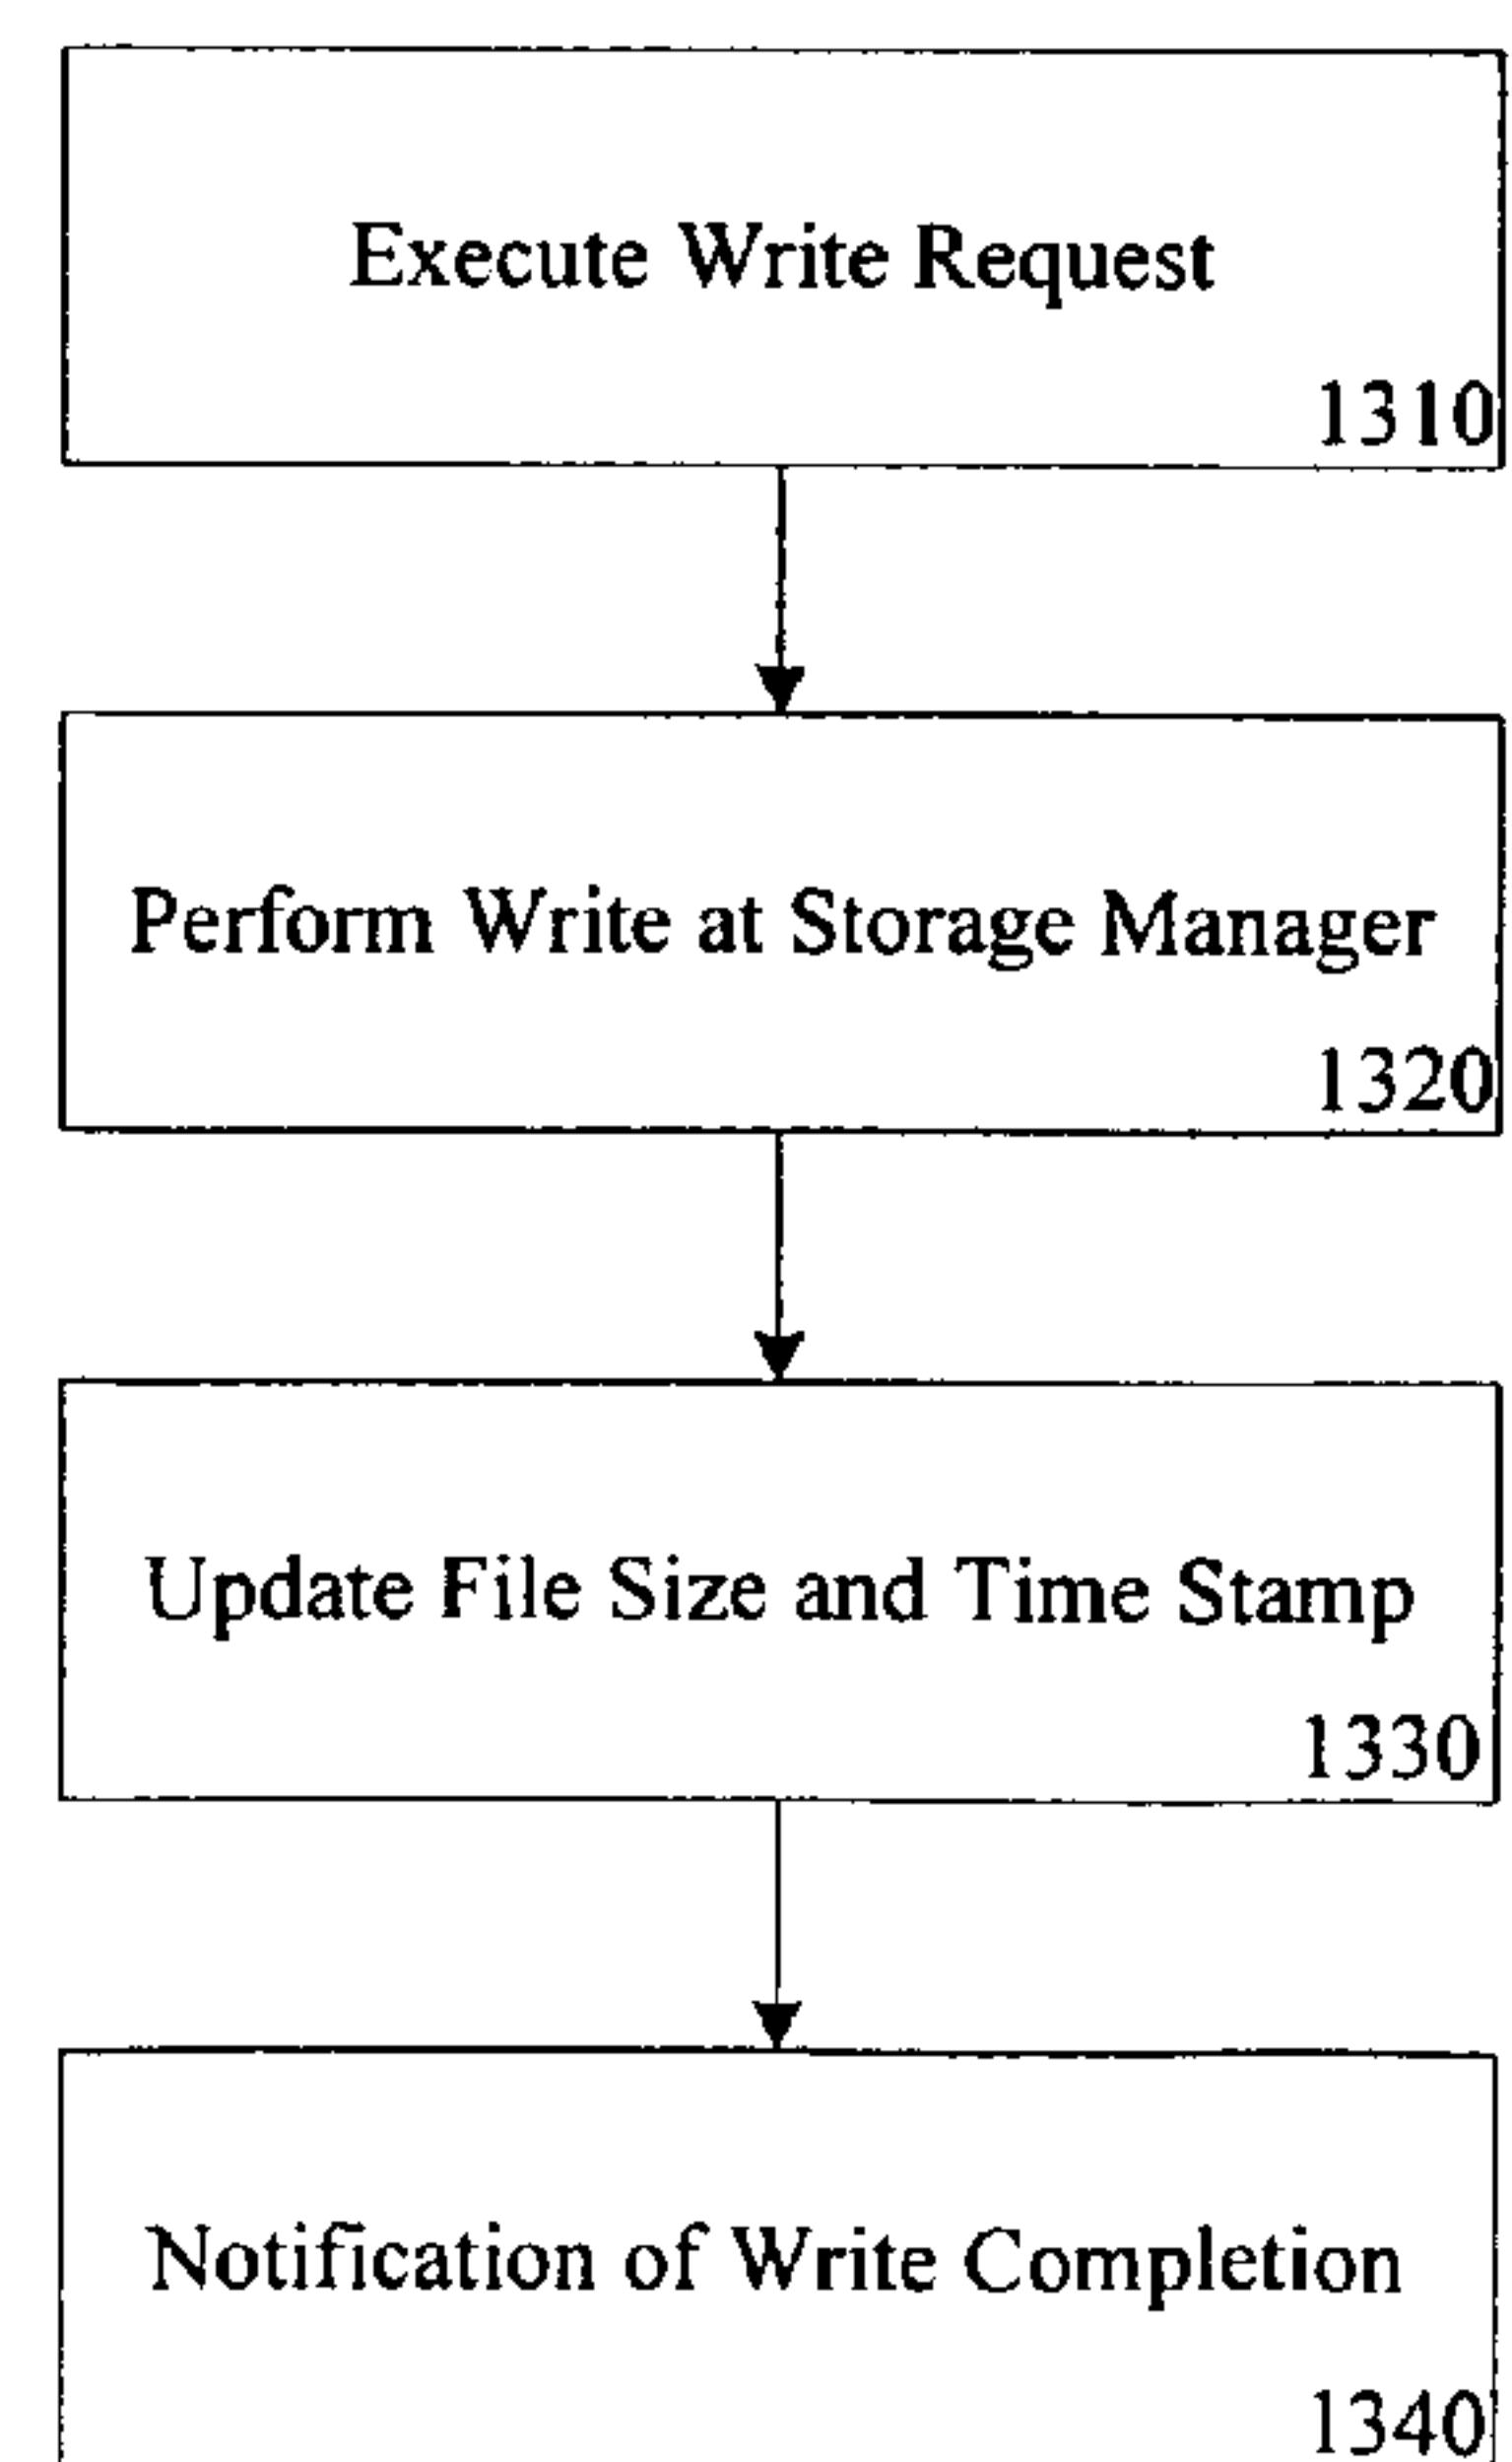 Execute Write Request
1310
Perform Write at Storage Manager
1320
Update File Size and Time Stamp
1330
Notification of Write Completion
1340